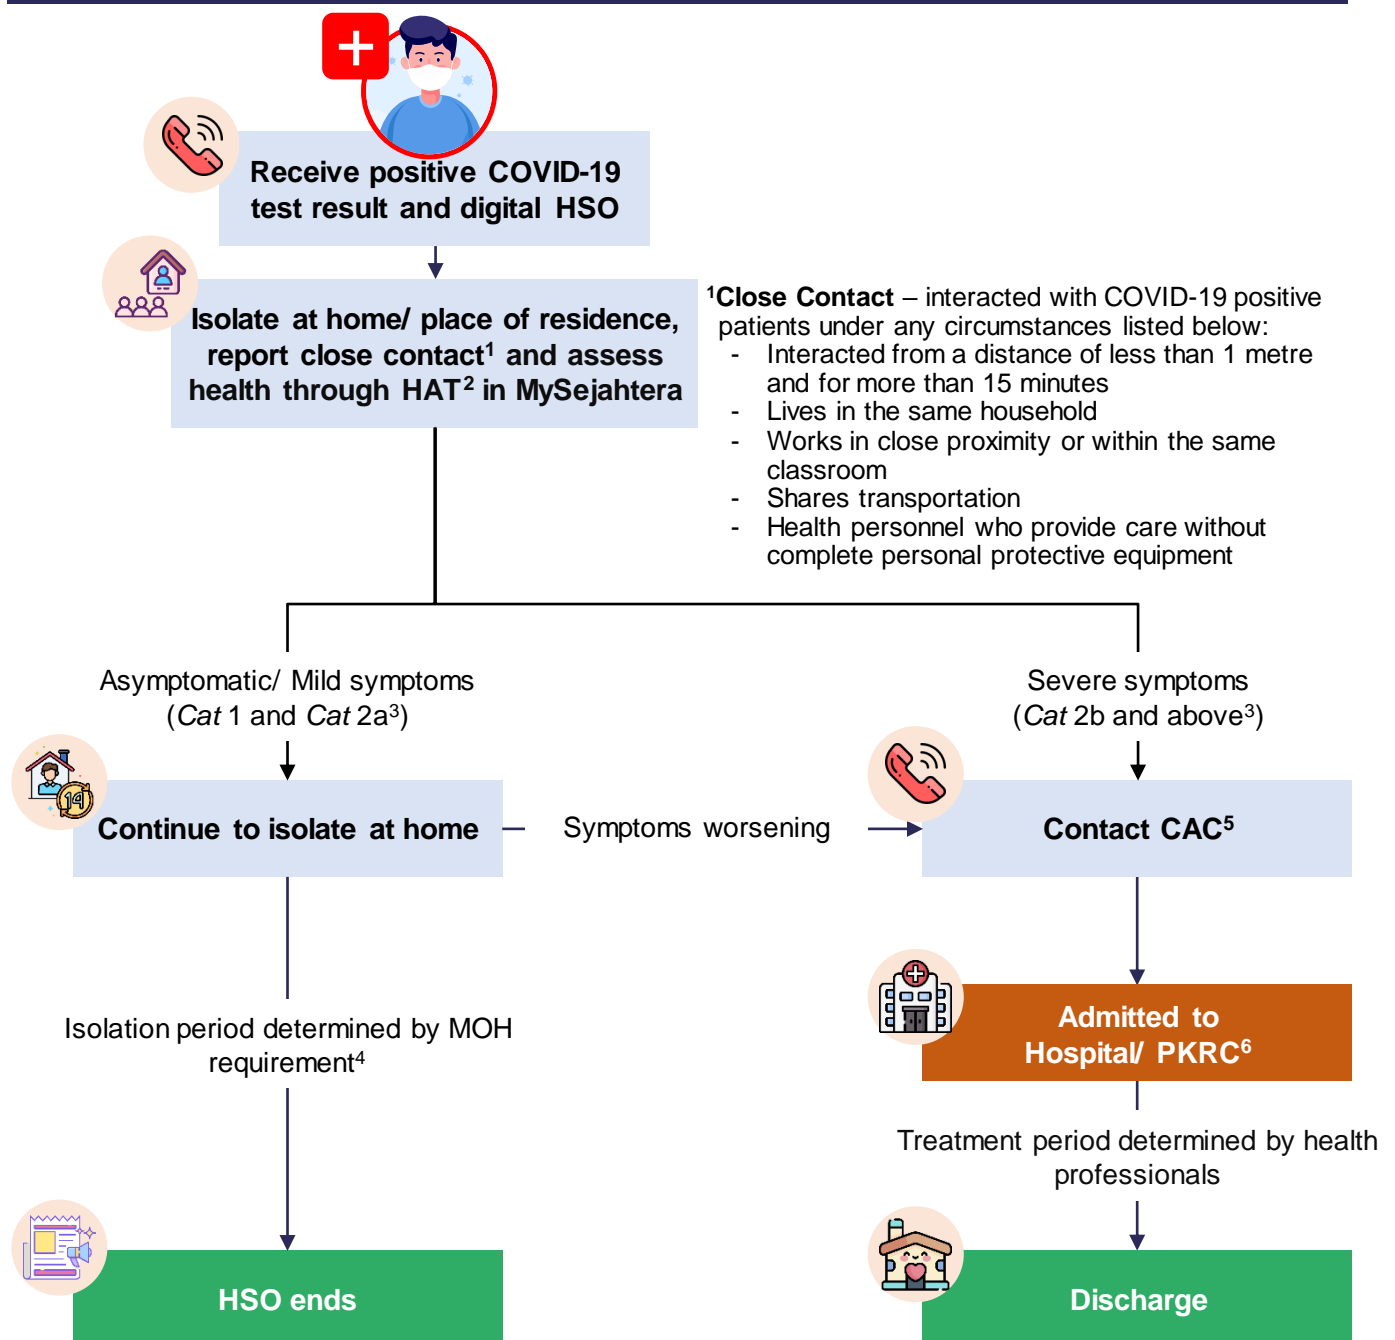 Receive positive COVID-19
test result and digital HSO
Isolate at home/ place of residence,
report close contact¹ and assess
health through HAT² in MySejahtera
¹Close Contact – interacted with COVID-19 positive
patients under any circumstances listed below:
- Interacted from a distance of less than 1 metre
and for more than 15 minutes
- Lives in the same household
- Works in close proximity or within the same
classroom
- Shares transportation
- Health personnel who provide care without
complete personal protective equipment
Asymptomatic/ Mild symptoms
(Cat 1 and Cat 2a³)
Severe symptoms
(Cat 2b and above³)
14
Continue to isolate at home
Symptoms worsening
Contact CAC⁵
Isolation period determined by MOH
requirement⁴
Admitted to
Hospital/ PKRC⁶
Treatment period determined by health
professionals
HSO ends
Discharge